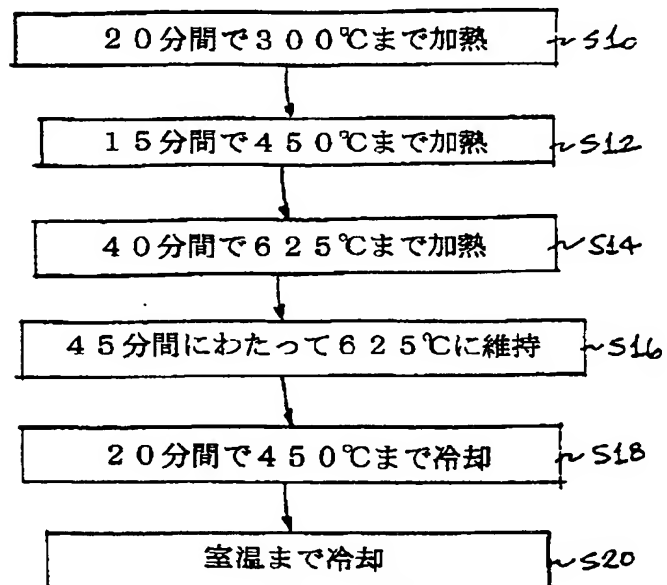 20分間で300℃まで加熱 S10
15分間で450℃まで加熱 S12
40分間で625℃まで加熱 S14
45分間にわたって625℃に維持 S16
20分間で450℃まで冷却 S18
室温まで冷却 S20